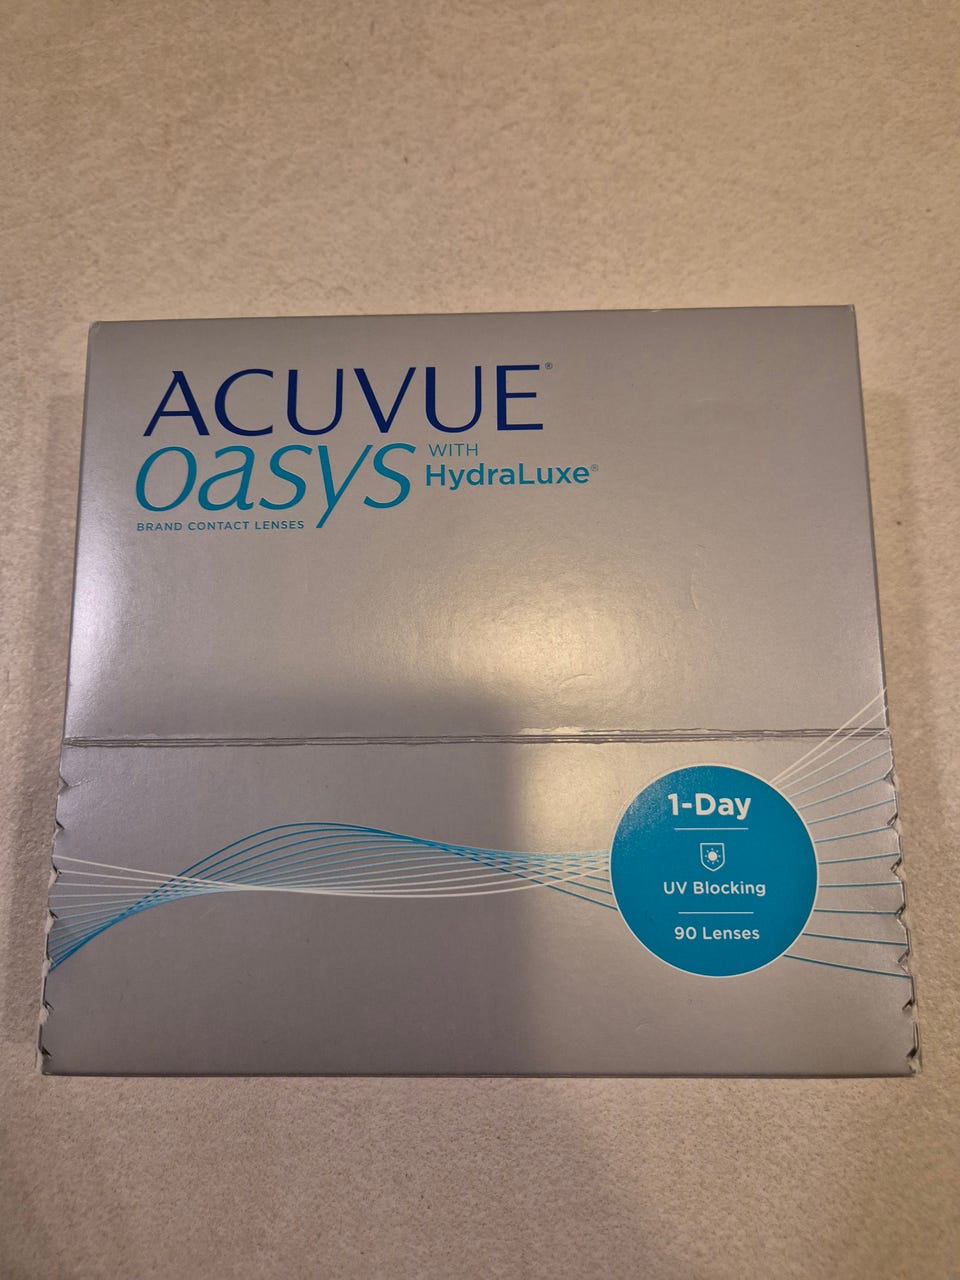 ACUVUE®
oasys WITH HydraLuxe®
BRAND CONTACT LENSES
1-Day
UV Blocking
90 Lenses